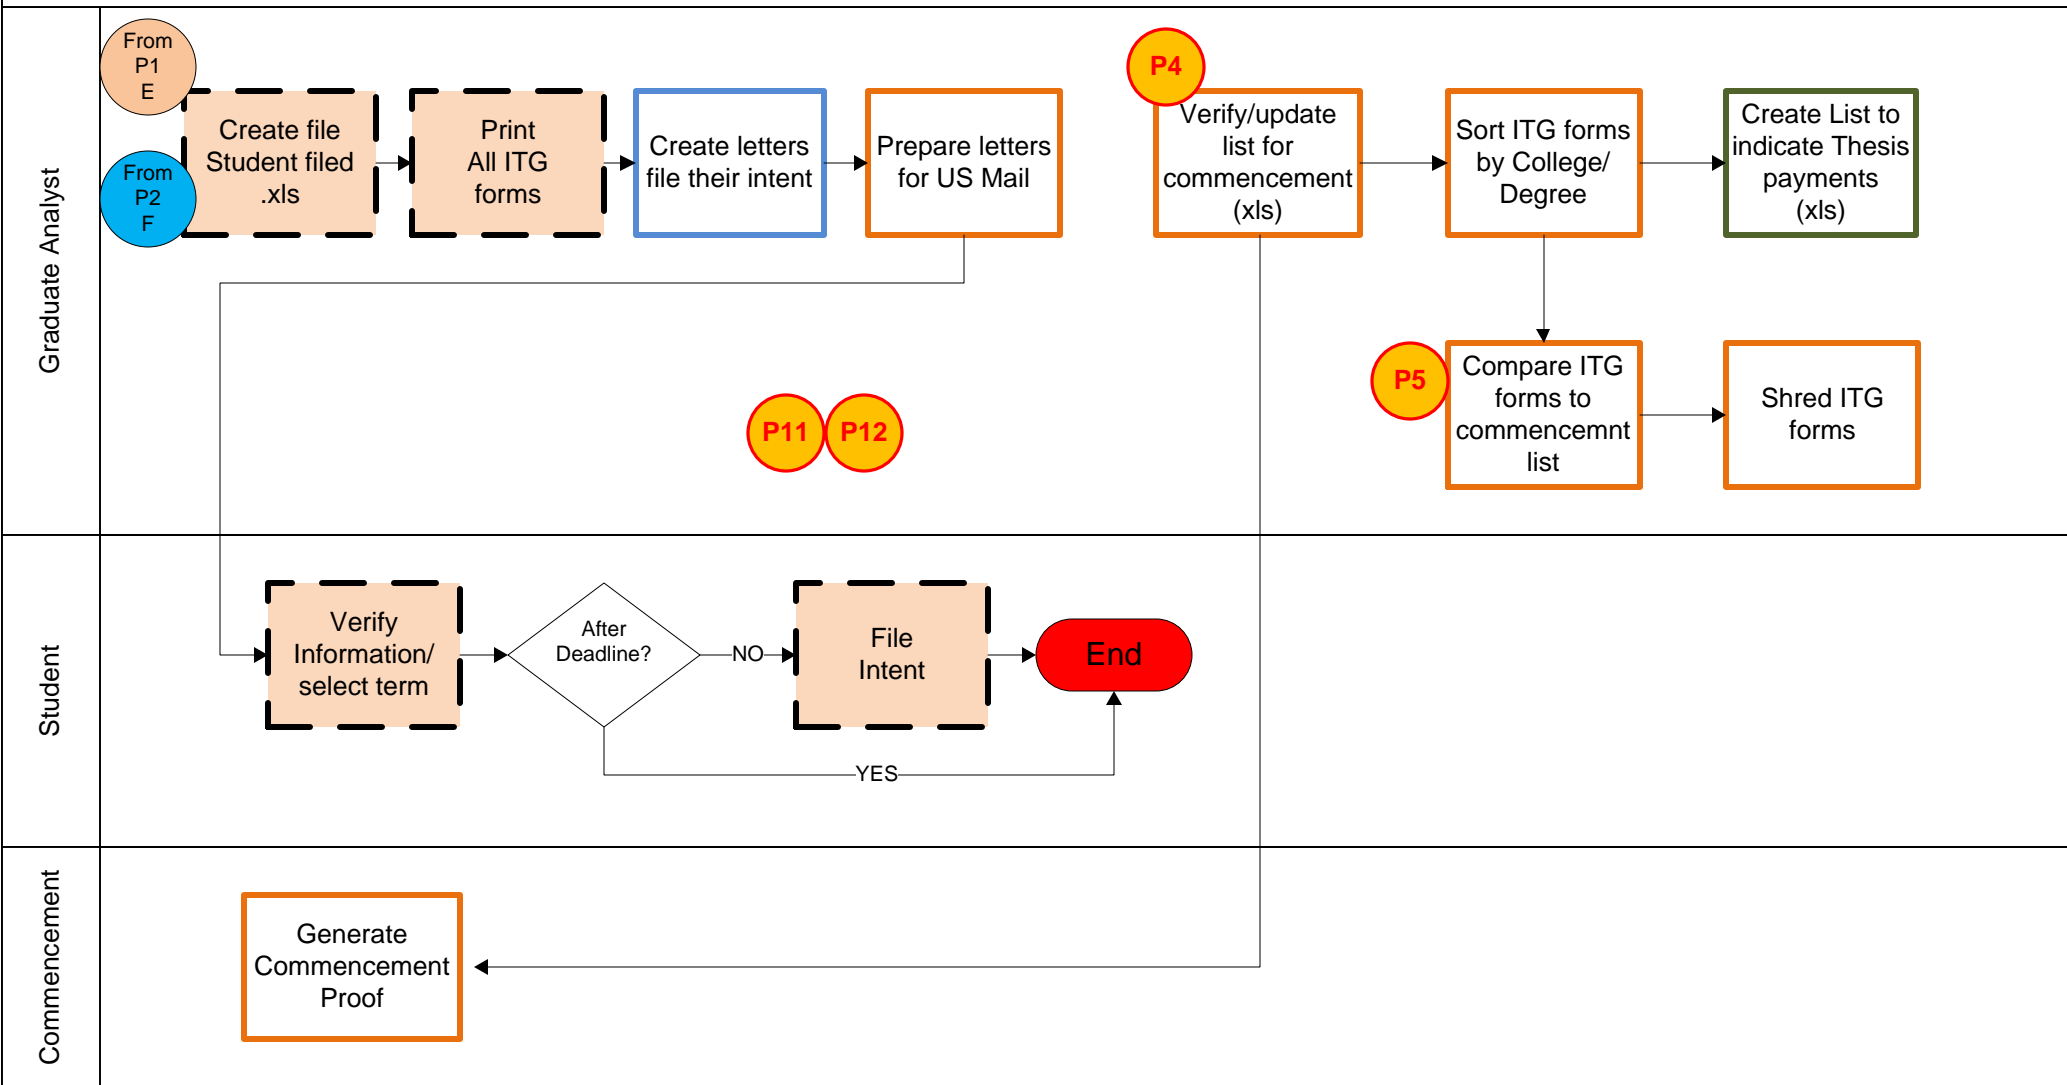 Graduate Analyst
From
P1
E
From
P2
F
Create file
Student filed
.xls
Print
All ITG
forms
Create letters
file their intent
Prepare letters
for US Mail
P4
Verify/update
list for
commencement
(xls)
Sort ITG forms
by College/
Degree
Create List to
indicate Thesis
payments
(xls)
P11
P12
P5
Compare ITG
forms to
commencemnt
list
Shred ITG
forms
Student
Verify
Information/
select term
After
Deadline?
NO
File
Intent
End
YES
Commencement
Generate
Commencement
Proof